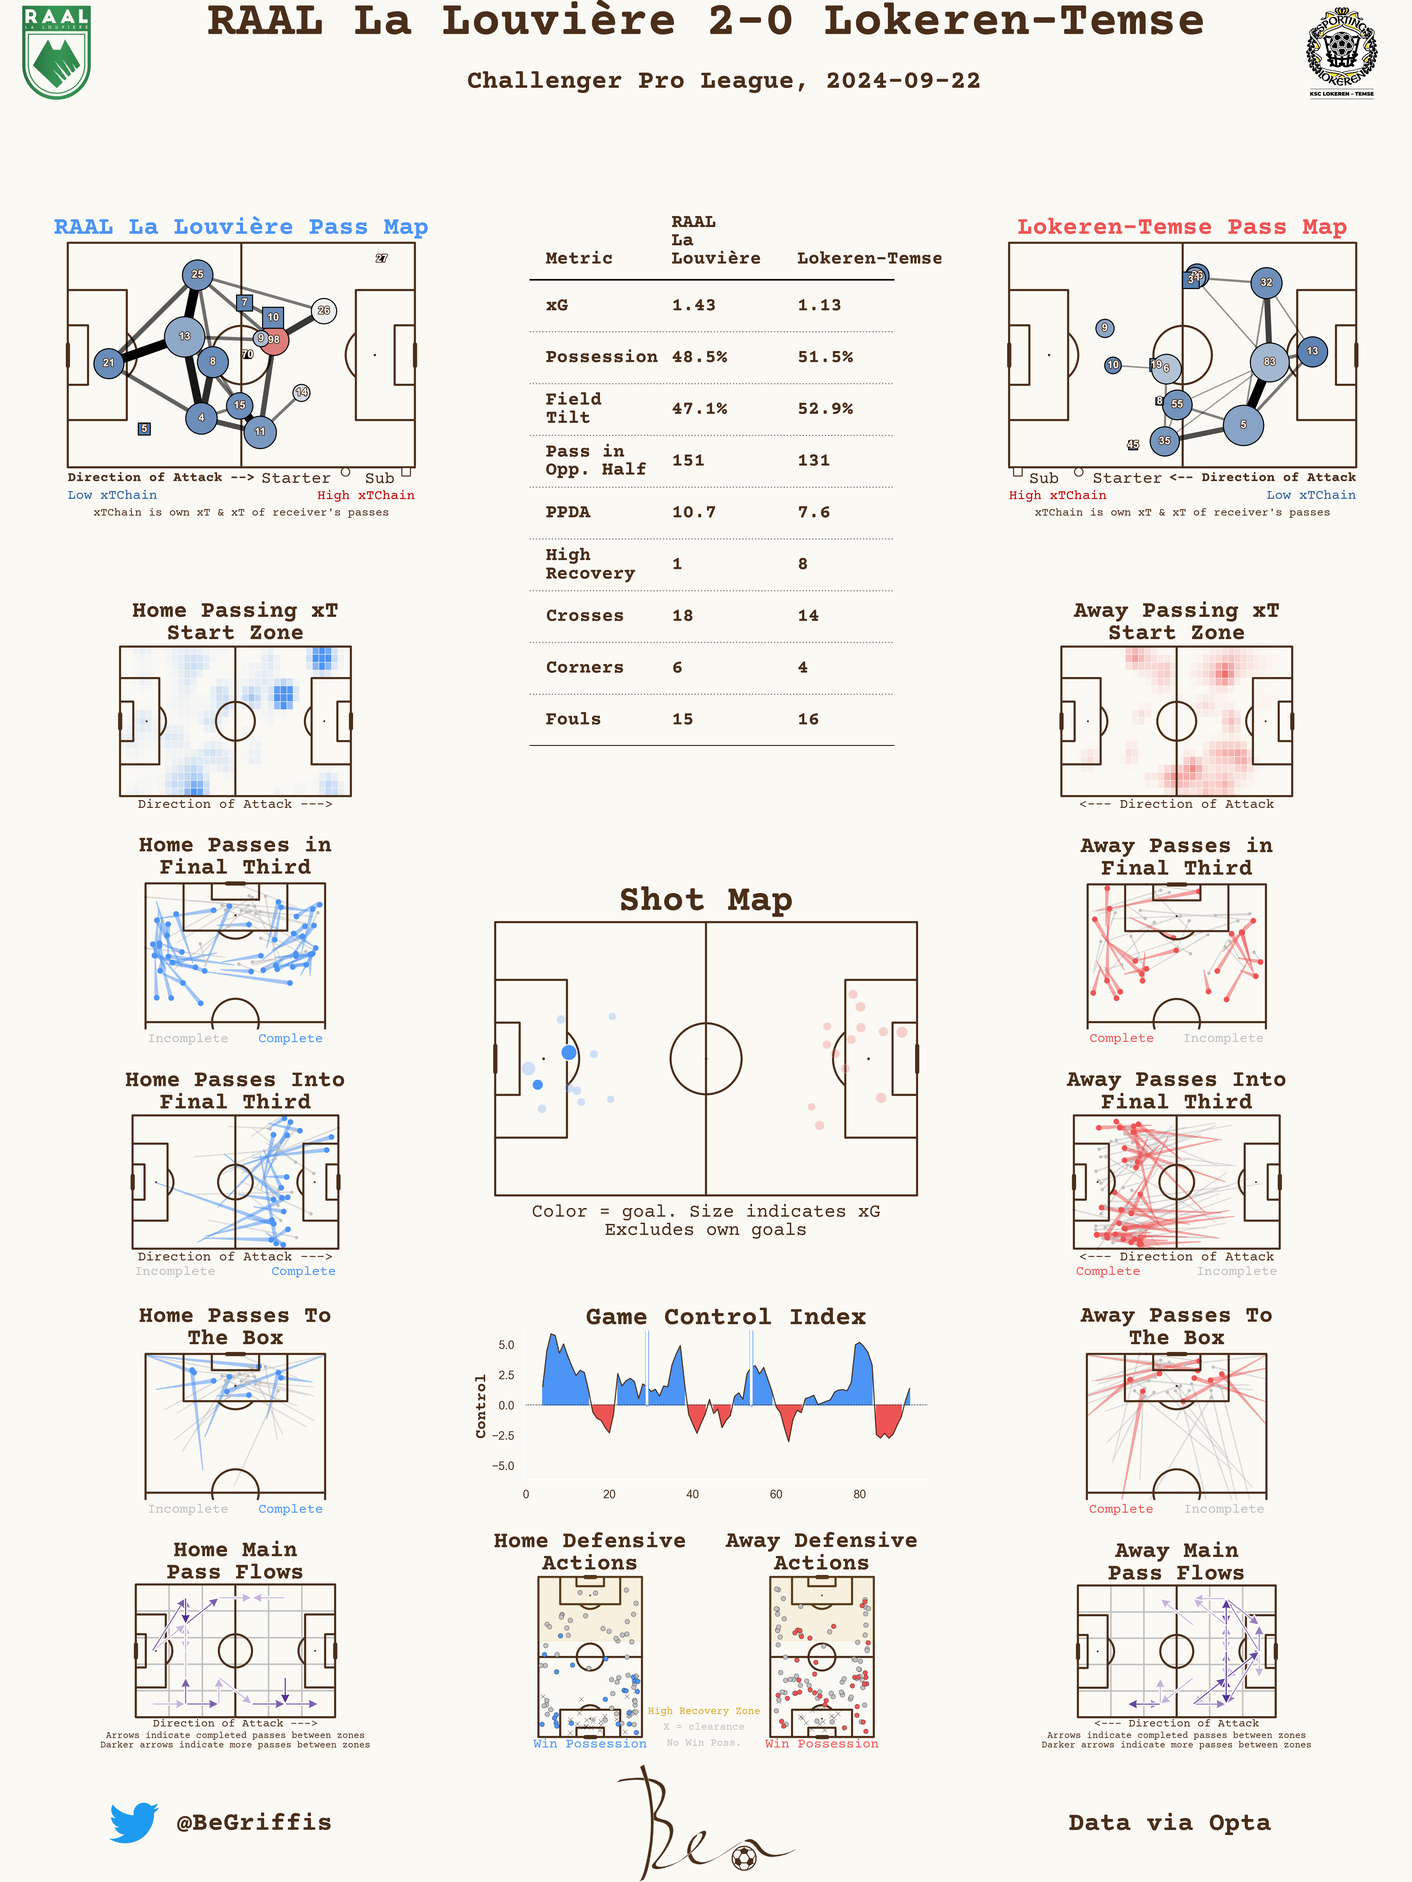 RAAL La Louvière 2-0 Lokeren-Temse
Challenger Pro League, 2024-09-22
RAAL
LA LOUVIÈRE
SPORTING
LOKEREN
KSC LOKEREN - TEMSE
RAAL La Louvière Pass Map
25
27
7
26
10
13
9
98
70
21
8
14
15
4
11
5
Direction of Attack --> Starter Sub
Low xTChain High xTChain
xTChain is own xT & xT of receiver's passes
Metric RAAL La Louvière Lokeren-Temse
xG 1.43 1.13
Possession 48.5% 51.5%
Field Tilt 47.1% 52.9%
Pass in Opp. Half 151 131
PPDA 10.7 7.6
High Recovery 1 8
Crosses 18 14
Corners 6 4
Fouls 15 16
Lokeren-Temse Pass Map
32
9
13
83
10
19
6
8
55
5
35
45
Sub Starter <-- Direction of Attack
High xTChain Low xTChain
xTChain is own xT & xT of receiver's passes
Home Passing xT
Start Zone
Direction of Attack --->
Away Passing xT
Start Zone
<--- Direction of Attack
Home Passes in
Final Third
Incomplete Complete
Away Passes in
Final Third
Complete Incomplete
Shot Map
Color = goal. Size indicates xG
Excludes own goals
Home Passes Into
Final Third
Direction of Attack --->
Incomplete Complete
Away Passes Into
Final Third
<--- Direction of Attack
Complete Incomplete
Home Passes To
The Box
Incomplete Complete
Game Control Index
Control
5.0
2.5
0.0
−2.5
−5.0
0 20 40 60 80
Away Passes To
The Box
Complete Incomplete
Home Main
Pass Flows
Direction of Attack --->
Arrows indicate completed passes between zones
Darker arrows indicate more passes between zones
Home Defensive
Actions
Win Possession
Away Defensive
Actions
Win Possession
High Recovery Zone
X = clearance
No Win Poss.
Away Main
Pass Flows
<--- Direction of Attack
Arrows indicate completed passes between zones
Darker arrows indicate more passes between zones
@BeGriffis
Ben
Data via Opta